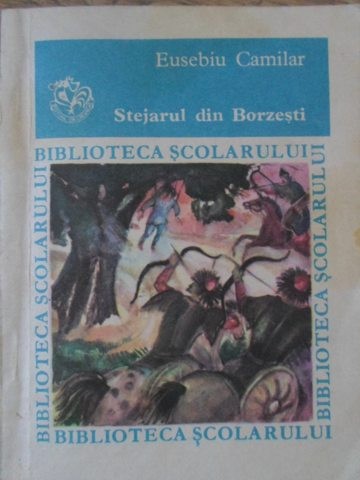 Eusebiu Camilar
Stejarul din Borzești
BIBLIOTECA ȘCOLARULUI
BIBLIOTECA ȘCOLARULUI
BIBLIOTECA ȘCOLARULUI
BIBLIOTECA ȘCOLARULUI